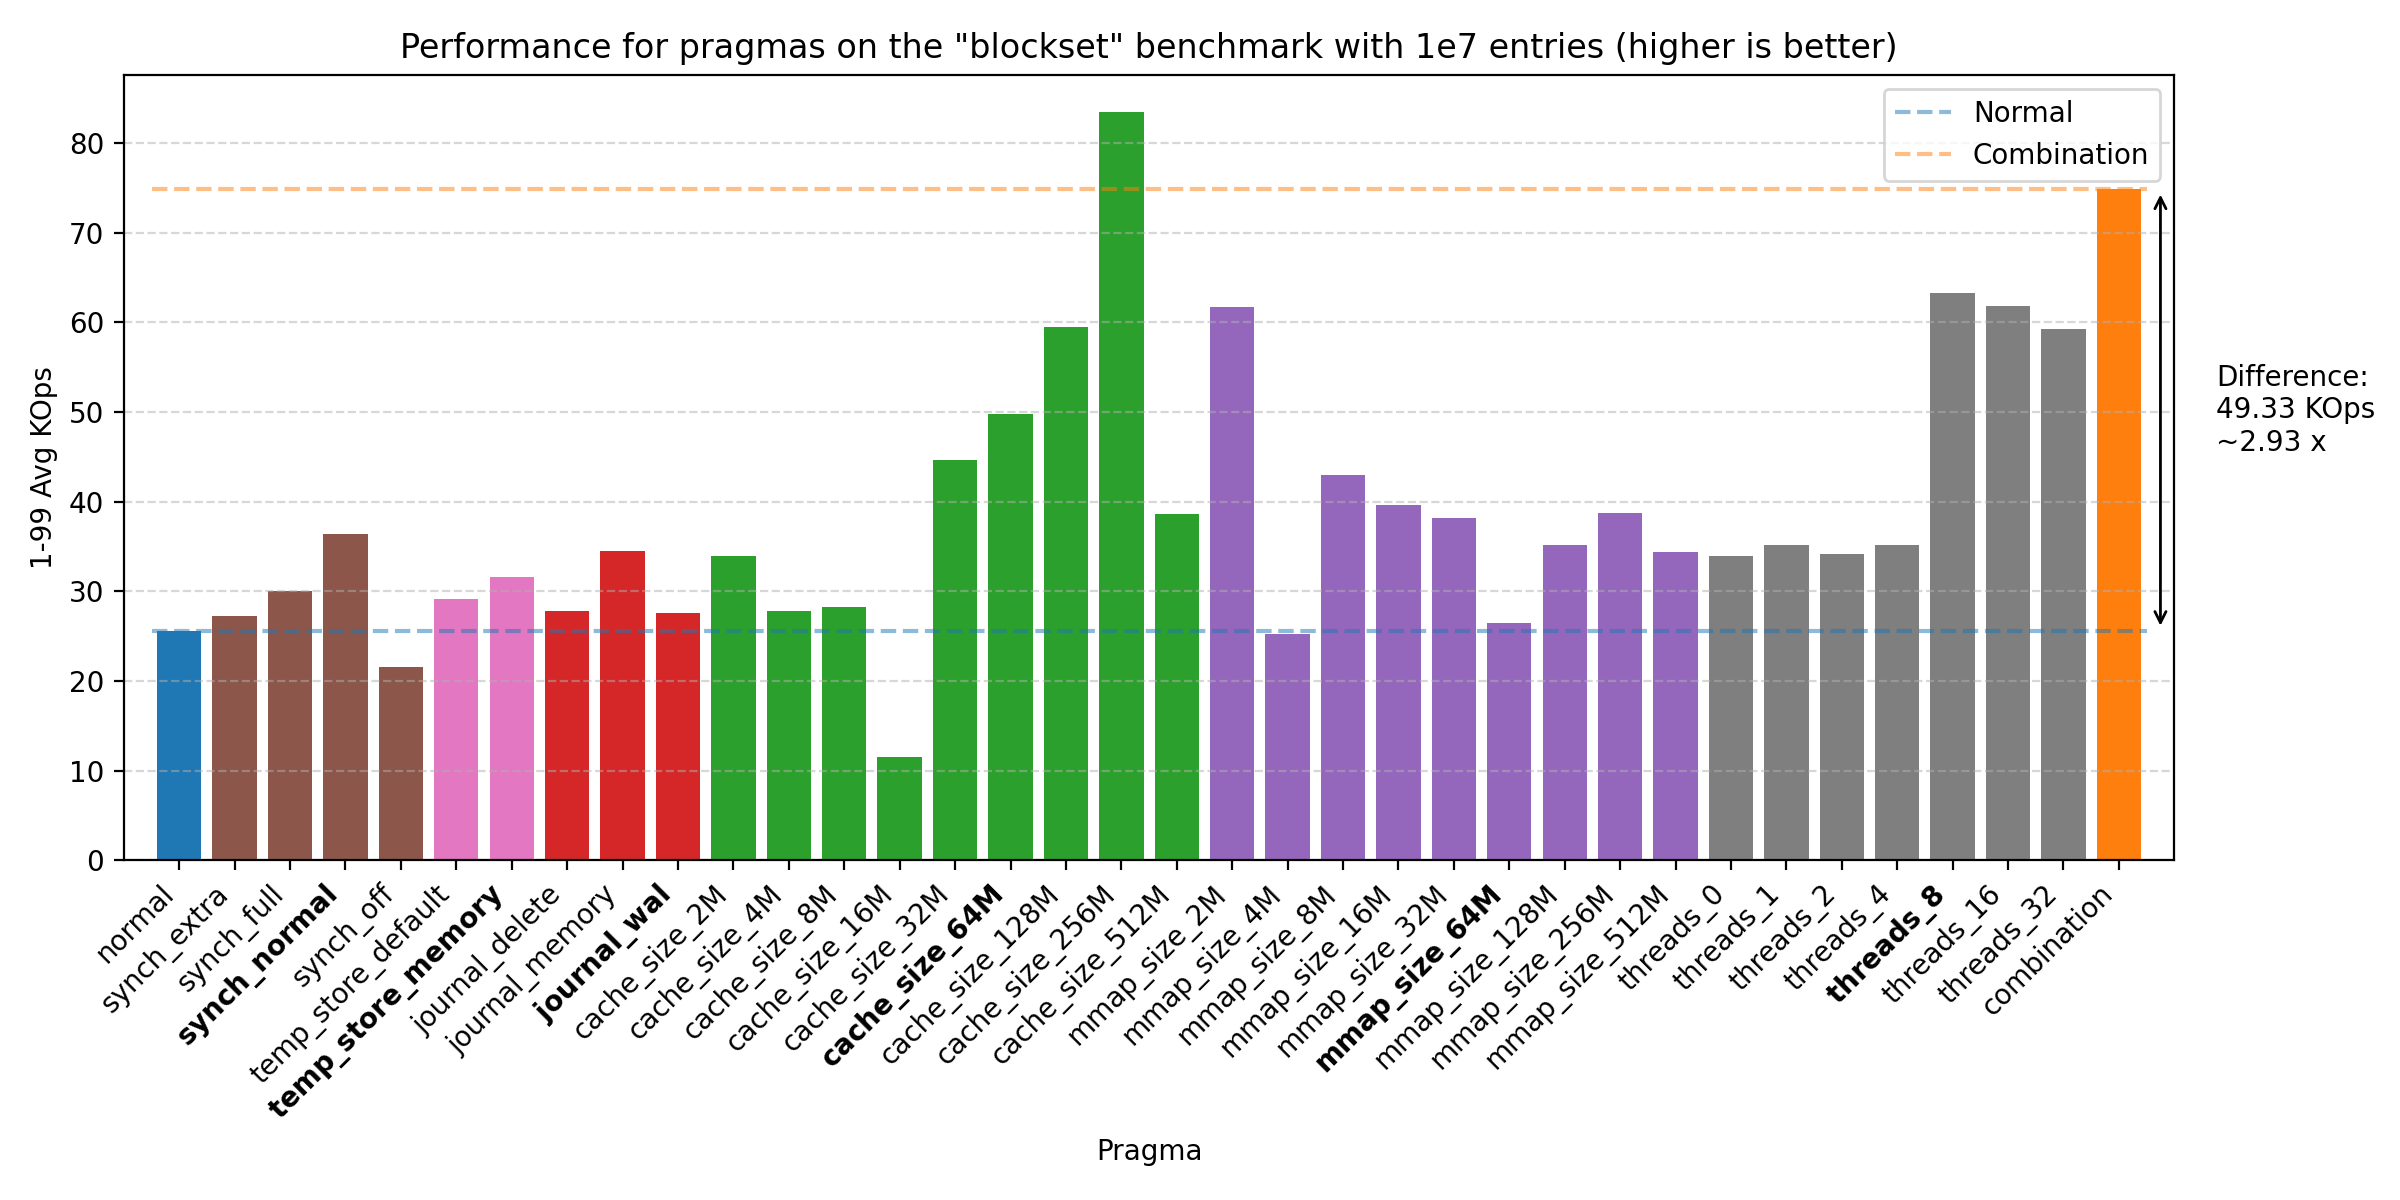 Performance for pragmas on the "blockset" benchmark with 1e7 entries (higher is better)
Normal
Combination
1-99 Avg KOps
80
70
60
50
40
30
20
10
0
Difference:
49.33 KOps
~2.93 x
normal
synch_extra
synch_full
synch_normal
synch_off
temp_store_default
temp_store_memory
journal_delete
journal_memory
journal_wal
cache_size_2M
cache_size_4M
cache_size_8M
cache_size_16M
cache_size_32M
cache_size_64M
cache_size_128M
cache_size_256M
cache_size_512M
mmap_size_2M
mmap_size_4M
mmap_size_8M
mmap_size_16M
mmap_size_32M
mmap_size_64M
mmap_size_128M
mmap_size_256M
mmap_size_512M
threads_0
threads_1
threads_2
threads_4
threads_8
threads_16
threads_32
combination
Pragma